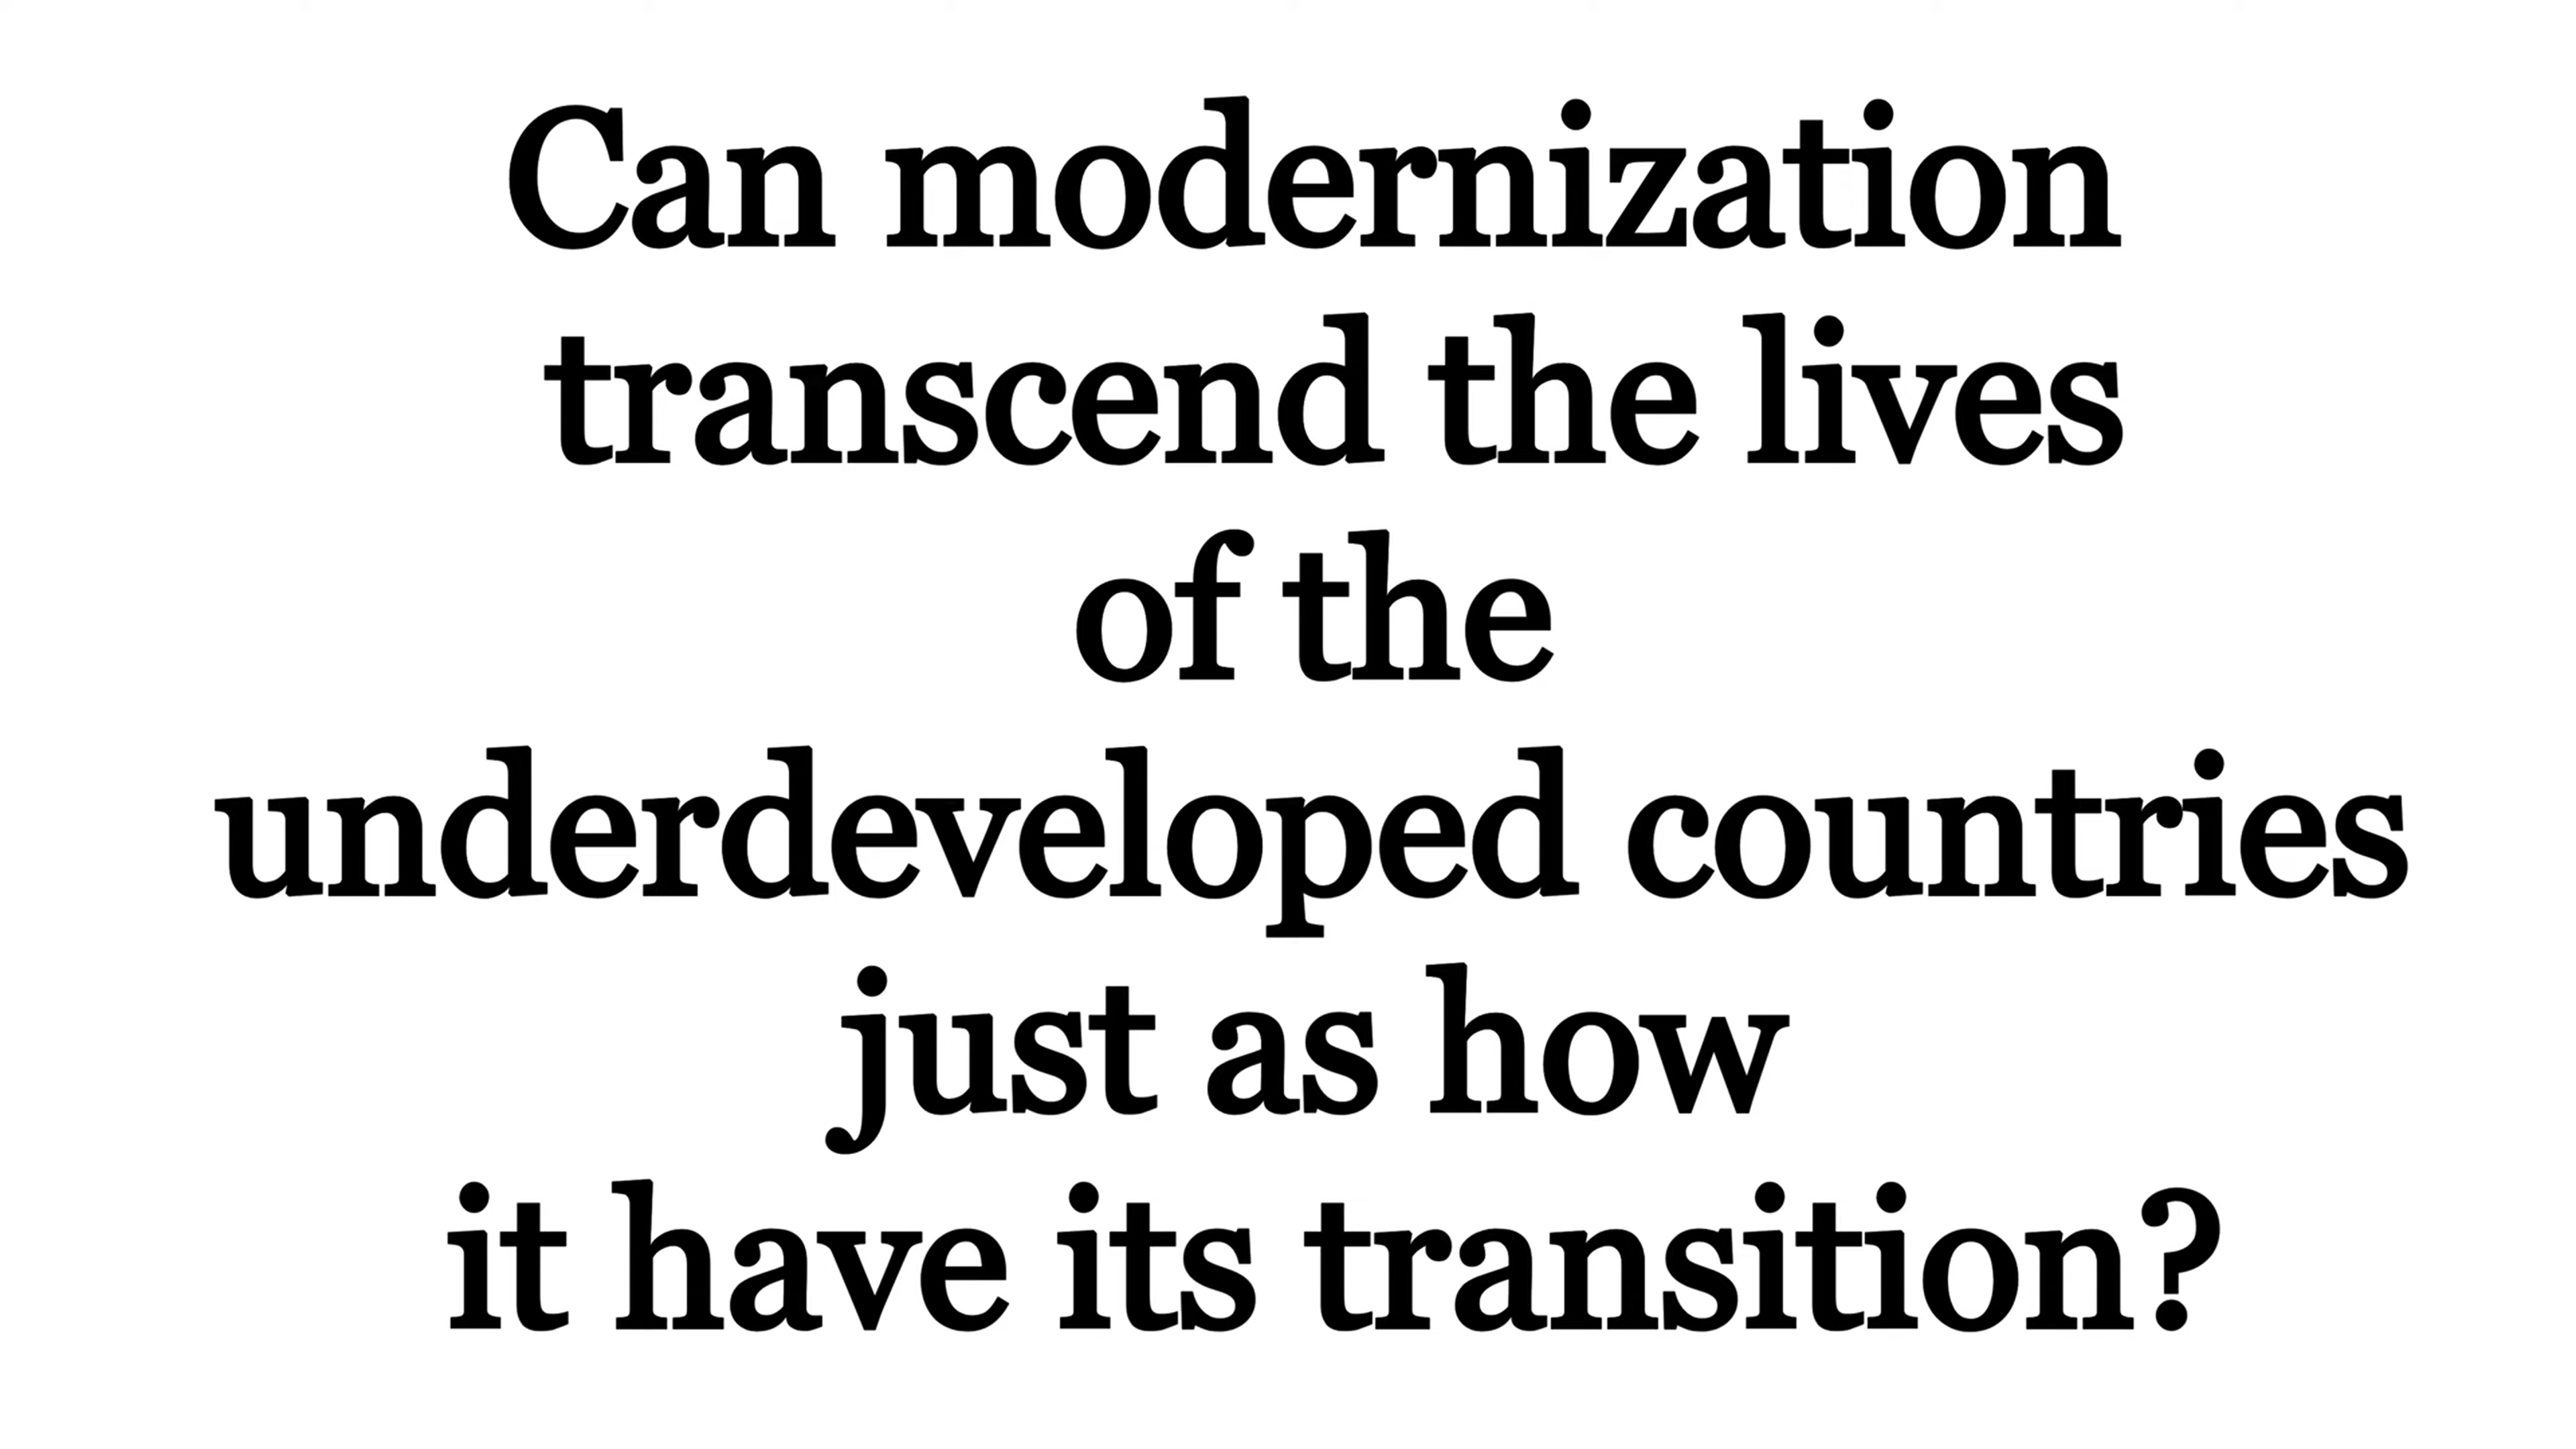 Can modernization
transcend the lives
of the
underdeveloped countries
just as how
it have its transition?